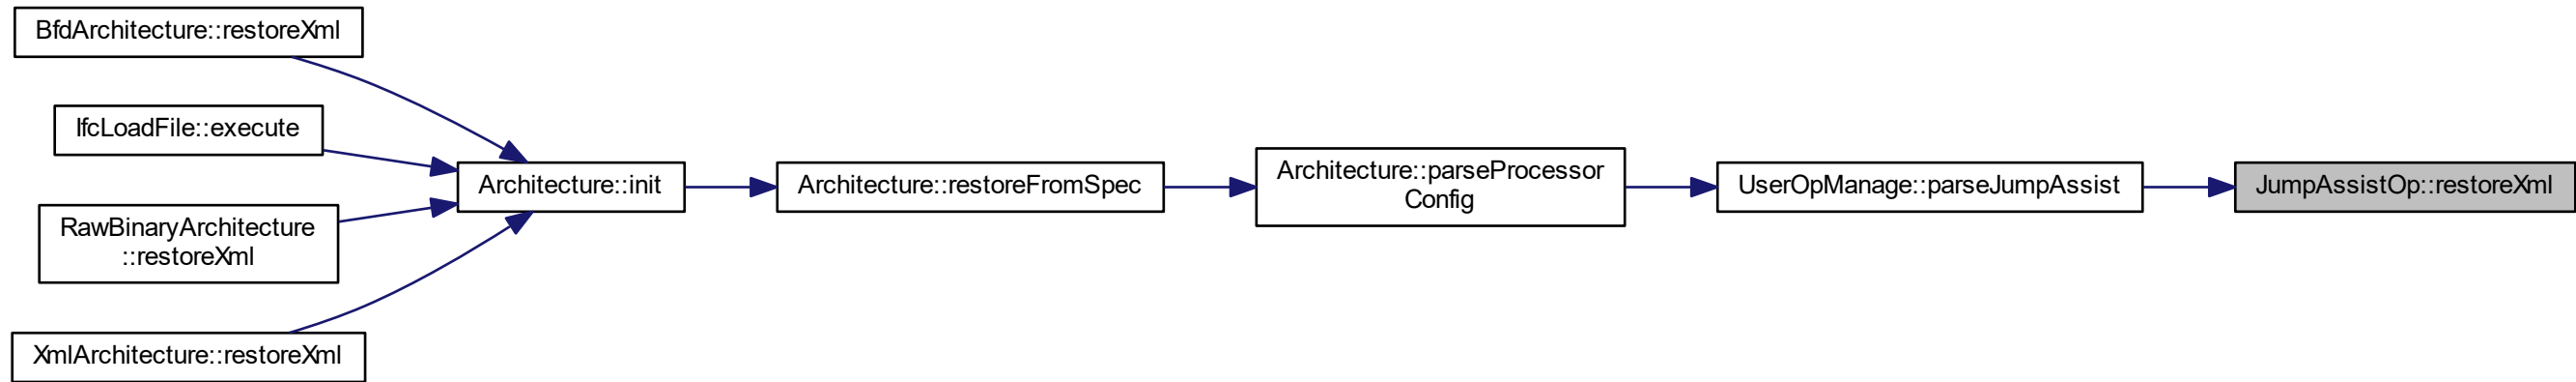 BfdArchitecture::restoreXml
IfcLoadFile::execute
RawBinaryArchitecture
::restoreXml
XmlArchitecture::restoreXml
Architecture::init
Architecture::restoreFromSpec
Architecture::parseProcessor
Config
UserOpManage::parseJumpAssist
JumpAssistOp::restoreXml